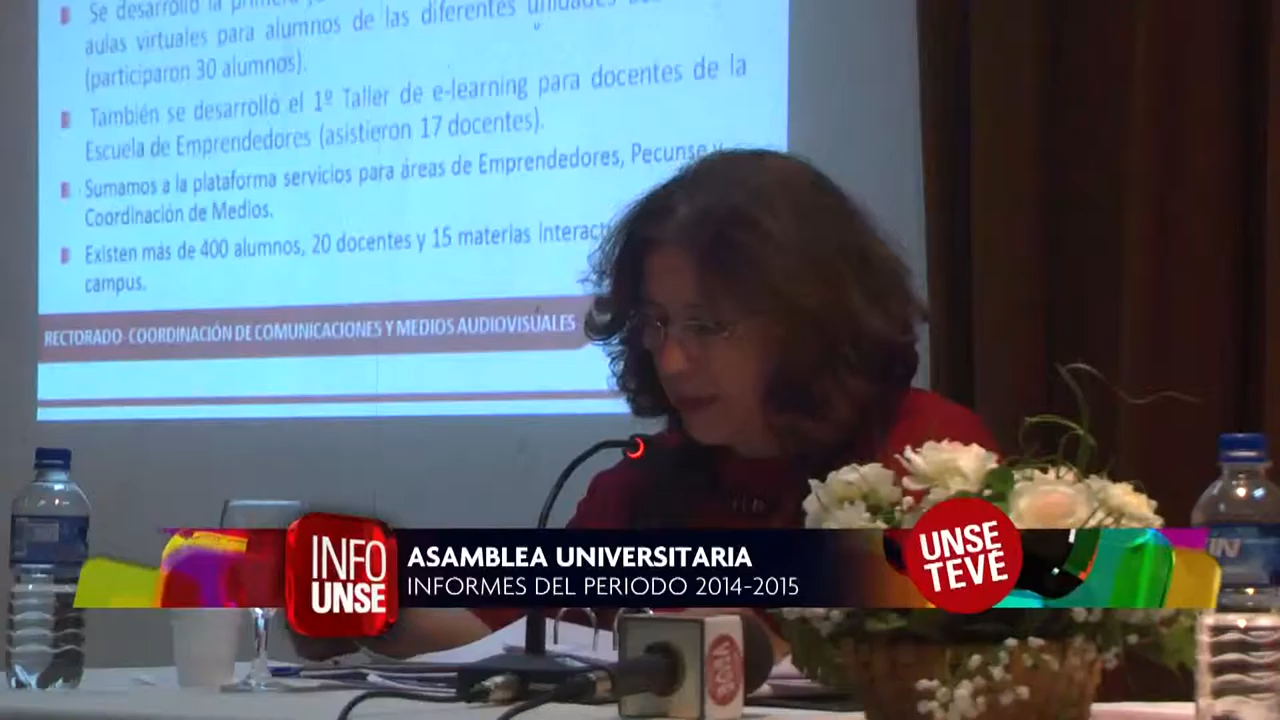 Se desarrolló la primera
aulas virtuales para alumnos de las diferentes unidades
(participaron 30 alumnos).
También se desarrolló el 1º Taller de e-learning para docentes de la
Escuela de Emprendedores (asistieron 17 docentes).
Sumamos a la plataforma servicios para áreas de Emprendedores, Pecunse y
Coordinación de Medios.
Existen más de 400 alumnos, 20 docentes y 15 materias
campus.
RECTORADO- COORDINACIÓN DE COMUNICACIONES Y MEDIOS AUDIOVISUALES
INFO
UNSE
ASAMBLEA UNIVERSITARIA
INFORMES DEL PERIODO 2014-2015
UNSE
TEVÉ